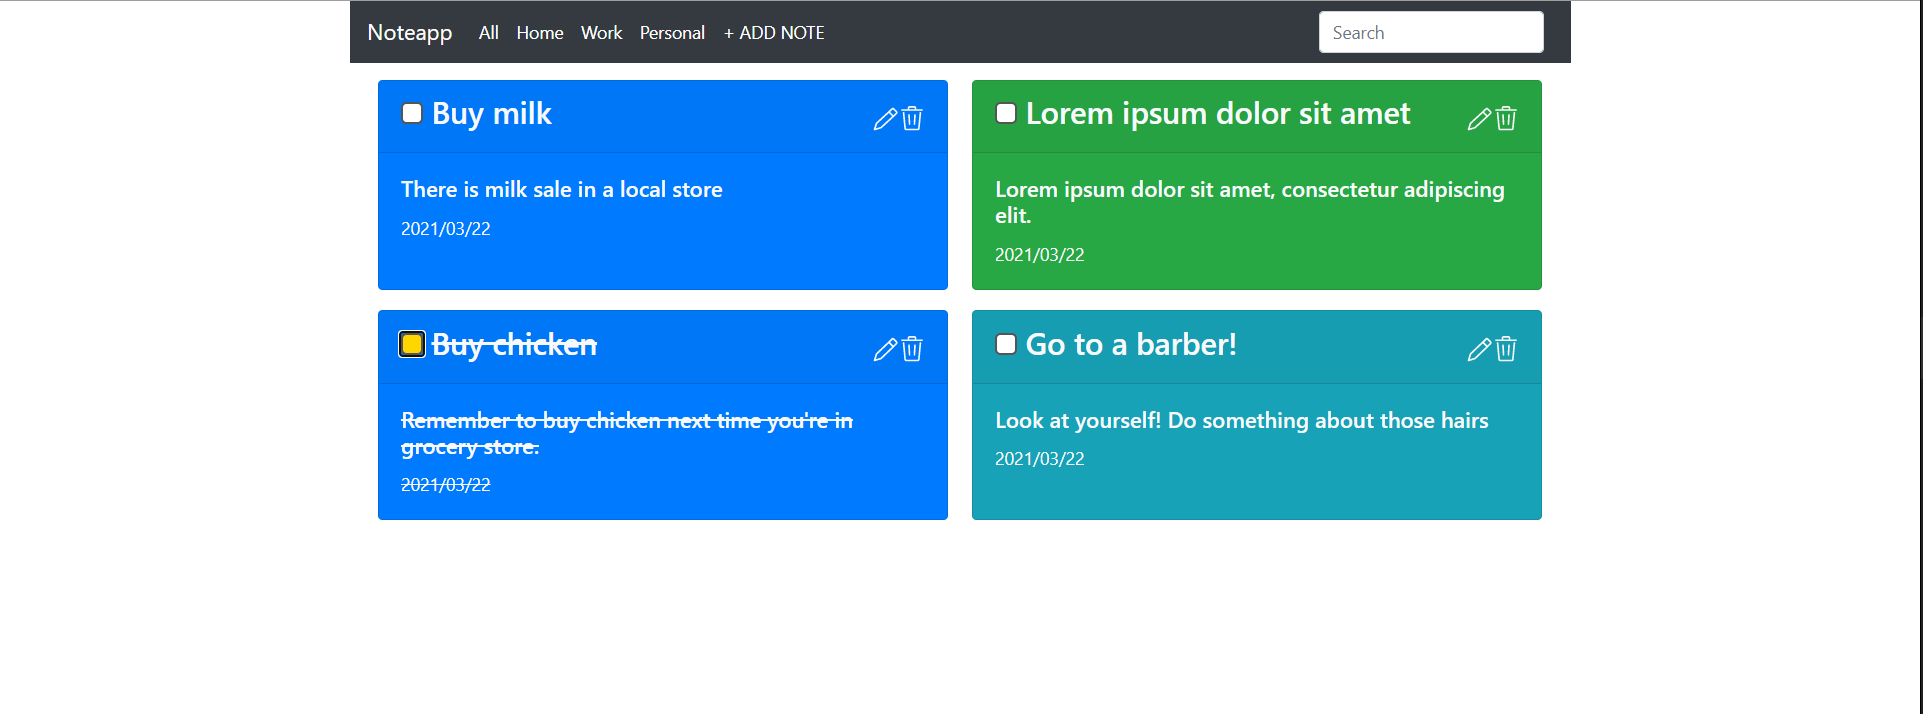 Noteapp All Home Work Personal + ADD NOTE Search
Buy milk
There is milk sale in a local store
2021/03/22
Lorem ipsum dolor sit amet
Lorem ipsum dolor sit amet, consectetur adipiscing
elit.
2021/03/22
Buy chicken
Remember to buy chicken next time you're in
grocery store.
2021/03/22
Go to a barber!
Look at yourself! Do something about those hairs
2021/03/22